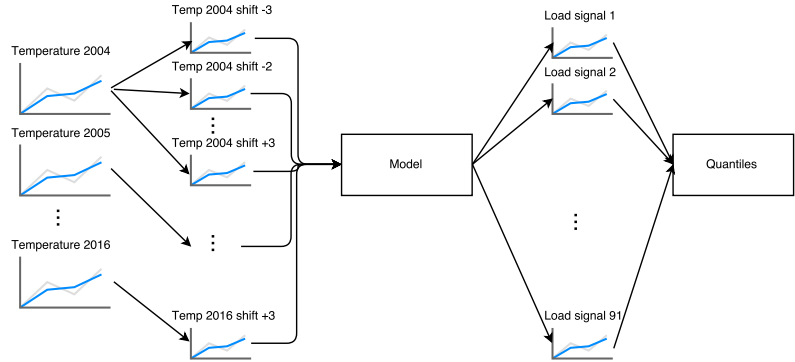 Temperature 2004
Temperature 2005
Temperature 2016
Temp 2004 shift -3
Temp 2004 shift -2
Temp 2004 shift +3
Temp 2016 shift +3
Model
Load signal 1
Load signal 2
Load signal 91
Quantiles